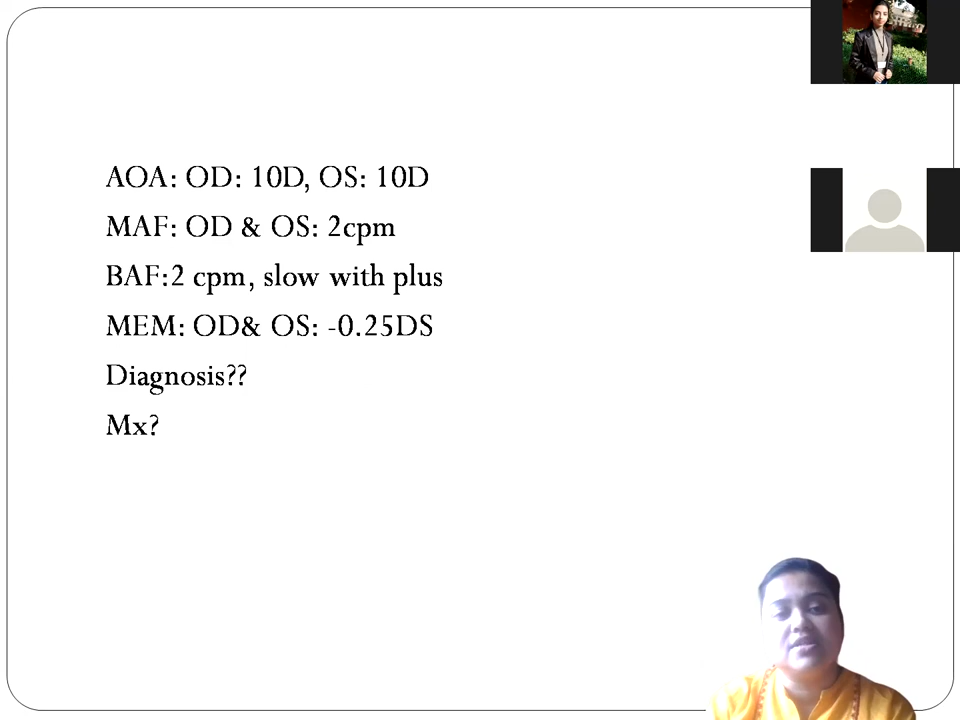 AOA: OD: 10D, OS: 10D
MAF: OD & OS: 2cpm
BAF:2 cpm, slow with plus
MEM: OD& OS: -0.25DS
Diagnosis??
Mx?